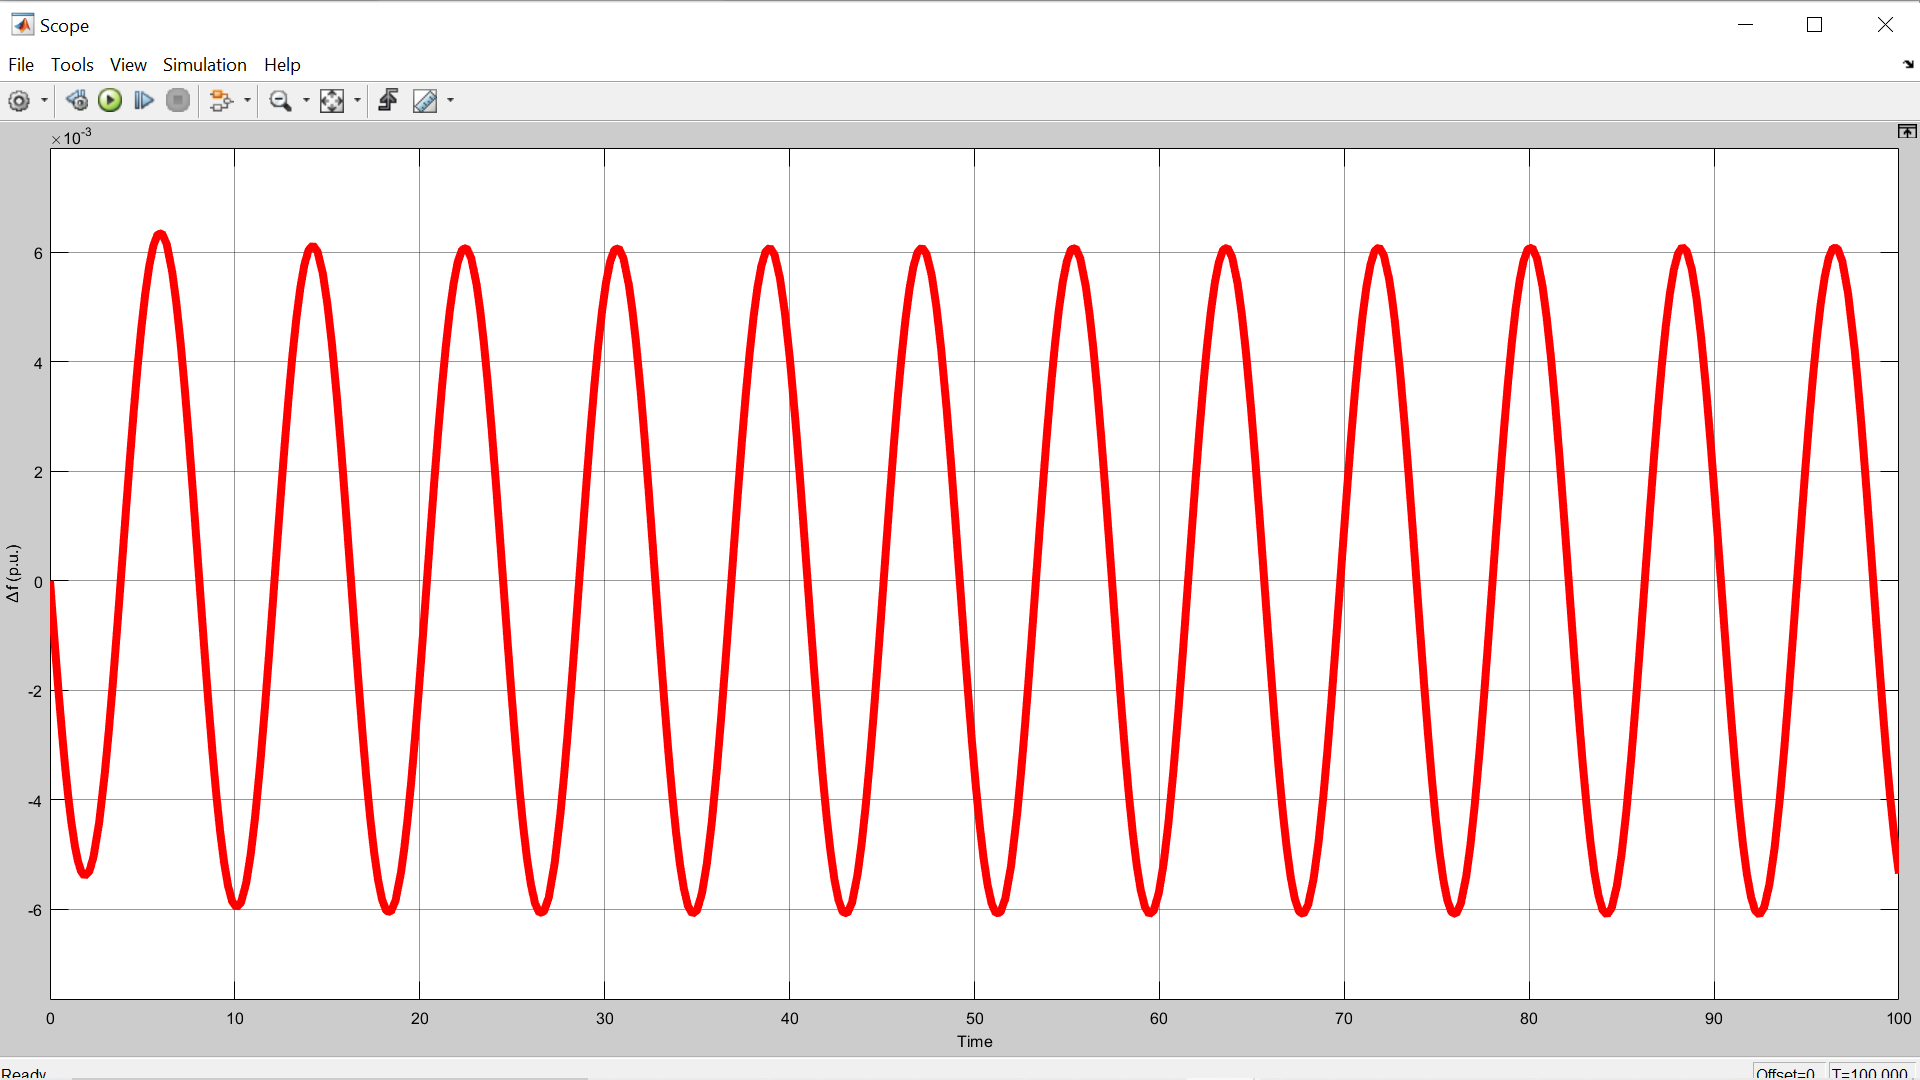 Scope
File Tools View Simulation Help
×10-3
6
4
2
0
-2
-4
-6
Δf (p.u.)
0 10 20 30 40 50 60 70 80 90 100
Time
Ready
Offset=0 T=100.000